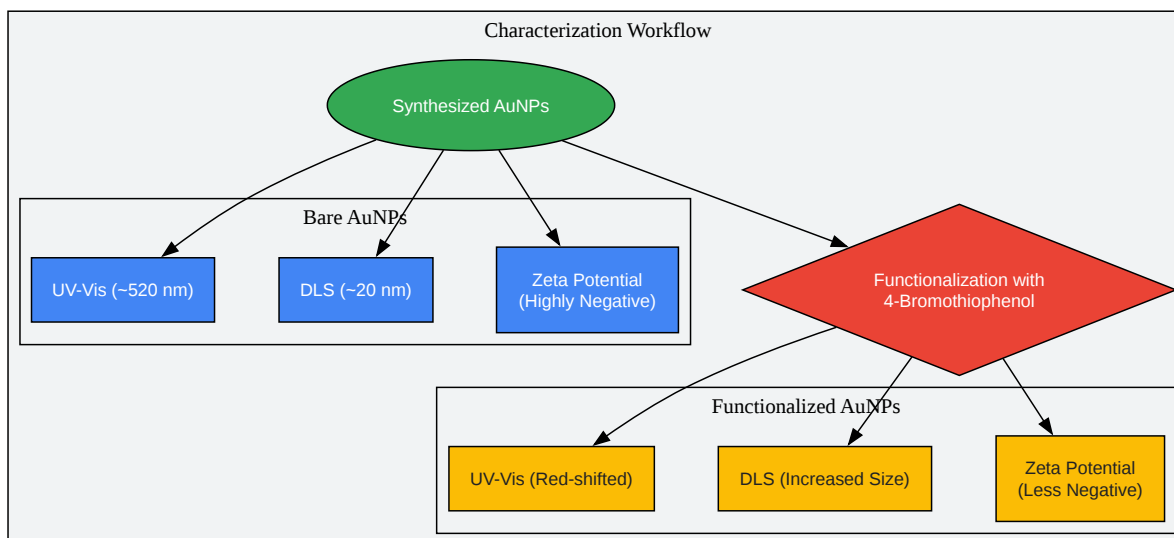 Characterization Workflow
Synthesized AuNPs
Bare AuNPs
UV-Vis (~520 nm)
DLS (~20 nm)
Zeta Potential
(Highly Negative)
Functionalization with
4-Bromothiophenol
Functionalized AuNPs
UV-Vis (Red-shifted)
DLS (Increased Size)
Zeta Potential
(Less Negative)